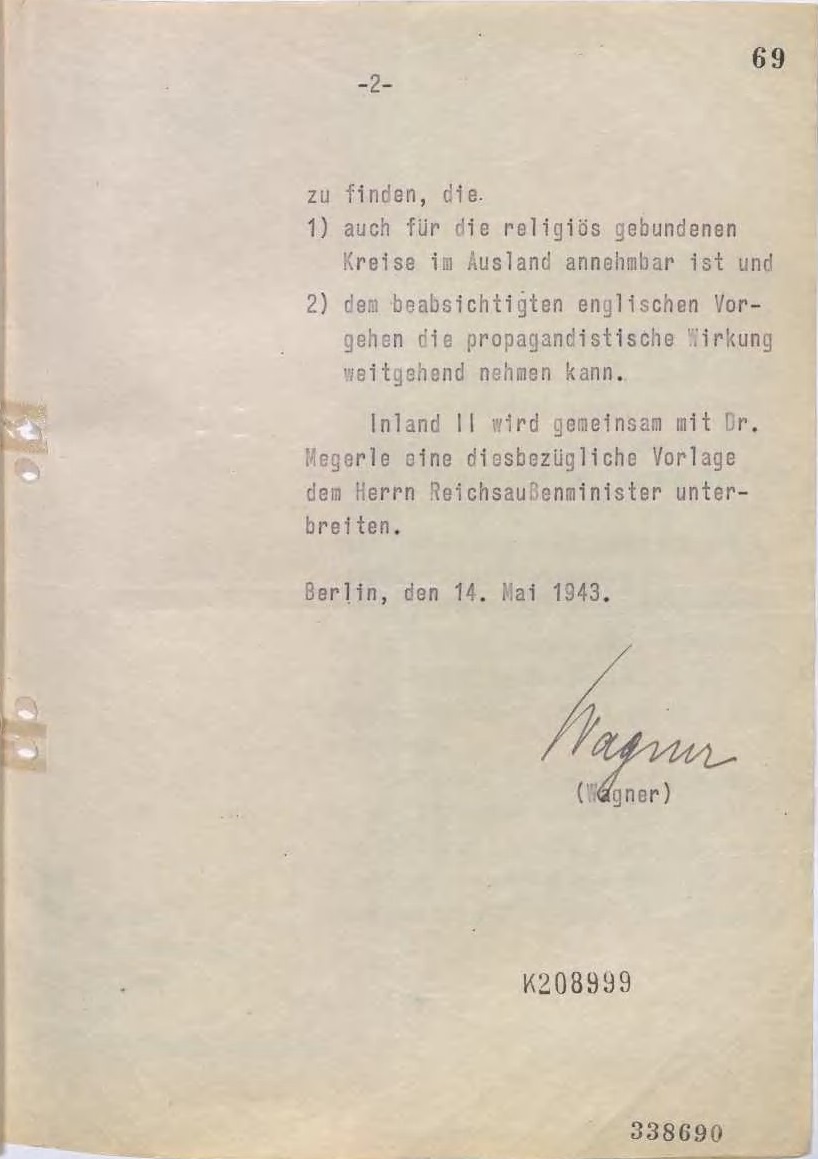 69
-2-
zu finden, die
1) auch für die religiös gebundenen
Kreise im Ausland annehmbar ist und
2) dem beabsichtigten englischen Vor-
gehen die propagandistische Wirkung
weitgehend nehmen kann.
Inland II wird gemeinsam mit Dr.
Megerle eine diesbezügliche Vorlage
dem Herrn Reichsaußenminister unter-
breiten.
Berlin, den 14. Mai 1943.
Wagner
(Wagner)
K208999
338690